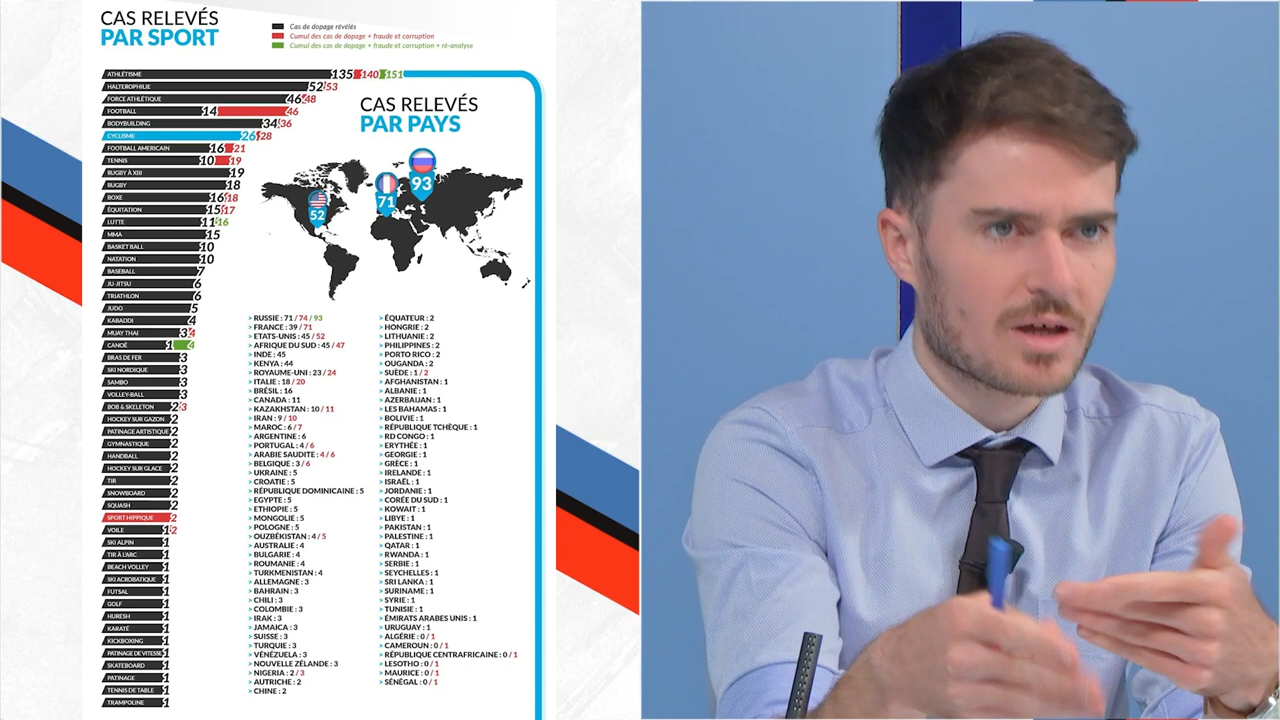 CAS RELEVÉS
PAR SPORT
Cas de dopage révélés
Cumul des cas de dopage + fraude et corruption
Cumul des cas de dopage + fraude et corruption + ré-analyse
ATHLÉTISME 135 140 151
HALTEROPHILIE 52 53
FORCE ATHLÉTIQUE 46 48
FOOTBALL 14 46
BODYBUILDING 34 36
CYCLISME 26 28
FOOTBALL AMERICAIN 16 21
TENNIS 10 19
RUGBY À XIII 19
RUGBY 18
BOXE 16 18
ÉQUITATION 15 17
LUTTE 11 16
MMA 15
BASKET BALL 10
NATATION 10
BASEBALL 7
JU-JITSU 6
TRIATHLON 6
JUDO 5
KABADDI 4
MUAY THAI 3 4
CANOË 1 4
BRAS DE FER 3
SKI NORDIQUE 3
SAMBO 3
VOLLEY-BALL 3
BOB & SKELETON 2 3
HOCKEY SUR GAZON 2
PATINAGE ARTISTIQUE 2
GYMNASTIQUE 2
HANDBALL 2
HOCKEY SUR GLACE 2
TIR 2
SNOWBOARD 2
SQUASH 2
SPORT HIPPIQUE 2
VOILE 1 2
SKI ALPIN 1
TIR À L'ARC 1
BEACH VOLLEY 1
SKI ACROBATIQUE 1
FUTSAL 1
GOLF 1
HURESH 1
KARATÉ 1
KICKBOXING 1
PATINAGE DE VITESSE 1
SKATEBOARD 1
PATINAGE 1
TENNIS DE TABLE 1
TRAMPOLINE 1
CAS RELEVÉS
PAR PAYS
52
71
93
> RUSSIE : 71 / 74 / 93
> FRANCE : 39 / 71
> ETATS-UNIS : 45 / 52
> AFRIQUE DU SUD : 45 / 47
> INDE : 45
> KENYA : 44
> ROYAUME-UNI : 23 / 24
> ITALIE : 18 / 20
> BRÉSIL : 16
> CANADA : 11
> KAZAKHSTAN : 10 / 11
> IRAN : 9 / 10
> MAROC : 6 / 7
> ARGENTINE : 6
> PORTUGAL : 4 / 6
> ARABIE SAUDITE : 4 / 6
> BELGIQUE : 3 / 6
> UKRAINE : 5
> CROATIE : 5
> RÉPUBLIQUE DOMINICAINE : 5
> EGYPTE : 5
> ETHIOPIE : 5
> MONGOLIE : 5
> POLOGNE : 5
> OUZBÉKISTAN : 4 / 5
> AUSTRALIE : 4
> BULGARIE : 4
> ROUMANIE : 4
> TURKMENISTAN : 4
> ALLEMAGNE : 3
> BAHRAIN : 3
> CHILI : 3
> COLOMBIE : 3
> IRAK : 3
> JAMAICA : 3
> SUISSE : 3
> TURQUIE : 3
> VÉNÉZUELA : 3
> NOUVELLE ZÉLANDE : 3
> NIGERIA : 2 / 3
> AUTRICHE : 2
> CHINE : 2
> ÉQUATEUR : 2
> HONGRIE : 2
> LITHUANIE : 2
> PHILIPPINES : 2
> PORTO RICO : 2
> OUGANDA : 2
> SUÈDE : 1 / 2
> AFGHANISTAN : 1
> ALBANIE : 1
> AZERBAIJAN : 1
> LES BAHAMAS : 1
> BOLIVIE : 1
> RÉPUBLIQUE TCHÈQUE : 1
> RD CONGO : 1
> ERYTHÉE : 1
> GEORGIE : 1
> GRÈCE : 1
> IRELANDE : 1
> ISRAËL : 1
> JORDANIE : 1
> CORÉE DU SUD : 1
> KOWAIT : 1
> LIBYE : 1
> PAKISTAN : 1
> PALESTINE : 1
> QATAR : 1
> RWANDA : 1
> SERBIE : 1
> SEYCHELLES : 1
> SRI LANKA : 1
> SURINAME : 1
> SYRIE : 1
> TUNISIE : 1
> ÉMIRATS ARABES UNIS : 1
> URUGUAY : 1
> ALGÉRIE : 0 / 1
> CAMEROUN : 0 / 1
> RÉPUBLIQUE CENTRAFRICAINE : 0 / 1
> LESOTHO : 0 / 1
> MAURICE : 0 / 1
> SÉNÉGAL : 0 / 1